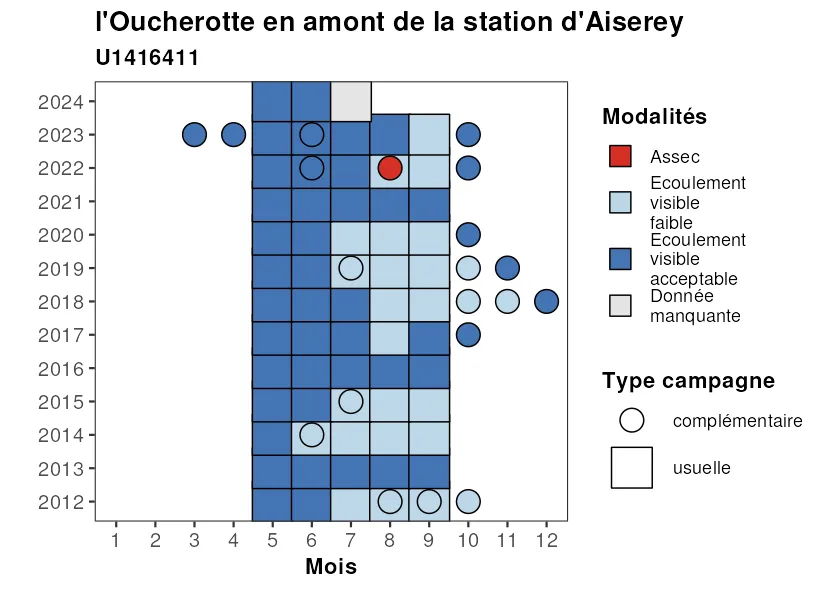 l'Oucherotte en amont de la station d'Aiserey
U1416411
2024
2023
2022
2021
2020
2019
2018
2017
2016
2015
2014
2013
2012
1 2 3 4 5 6 7 8 9 10 11 12
Mois
Modalités
Assec
Ecoulement
visible
faible
Ecoulement
visible
acceptable
Donnée
manquante
Type campagne
complémentaire
usuelle